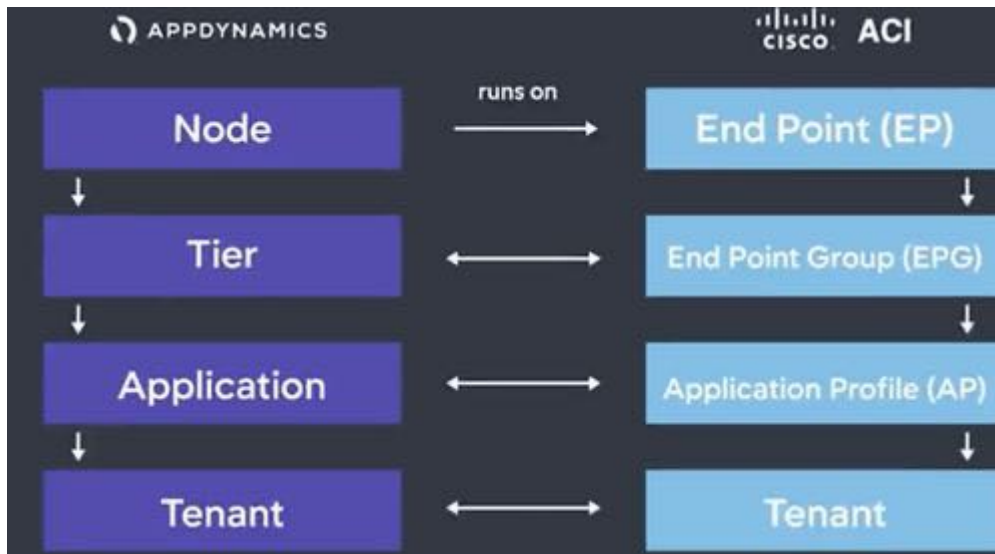 APPDYNAMICS
CISCO ACI
Node
runs on
End Point (EP)
Tier
End Point Group (EPG)
Application
Application Profile (AP)
Tenant
Tenant